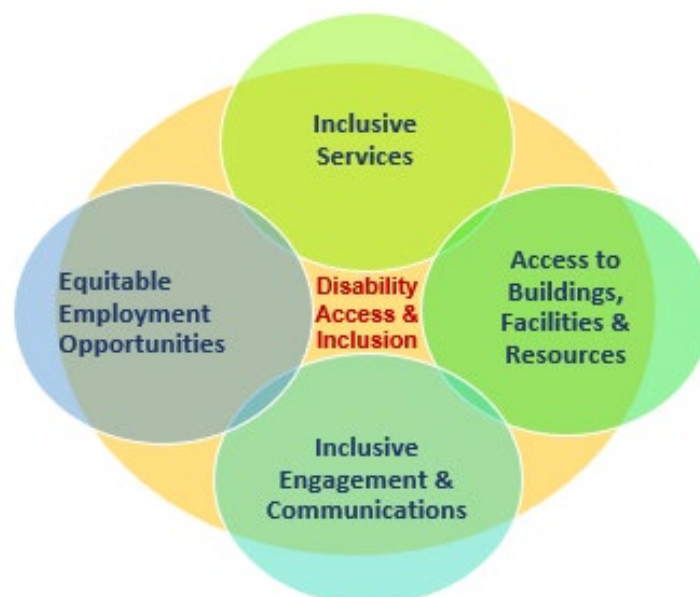 Inclusive
Services
Equitable
Employment
Opportunities
Disability
Access &
Inclusion
Access to
Buildings,
Facilities &
Resources
Inclusive
Engagement &
Communications